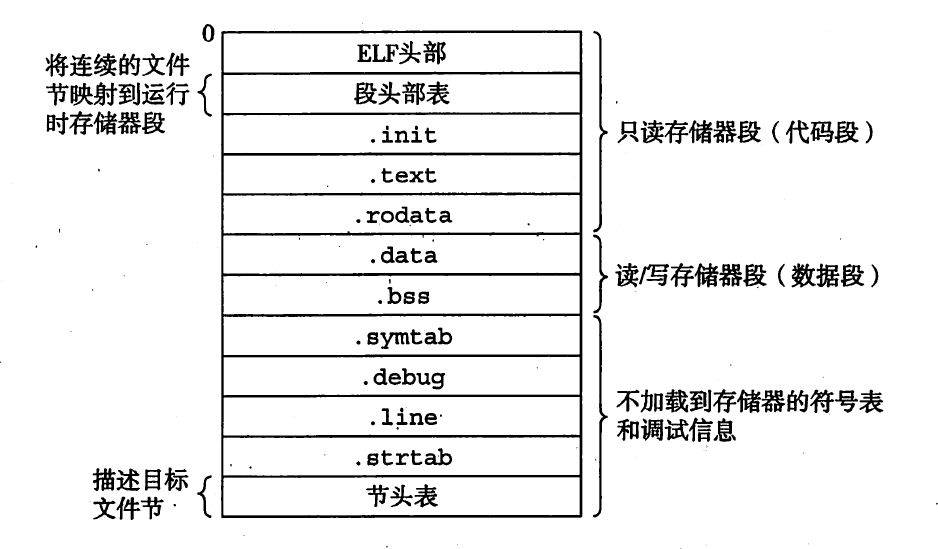 0
ELF头部
将连续的文件
节映射到运行
时存储器段
段头部表
.init
.text
.rodata
只读存储器段（代码段）
.data
.bss
读/写存储器段（数据段）
.symtab
.debug
.line
.strtab
不加载到存储器的符号表
和调试信息
描述目标
文件节
节头表